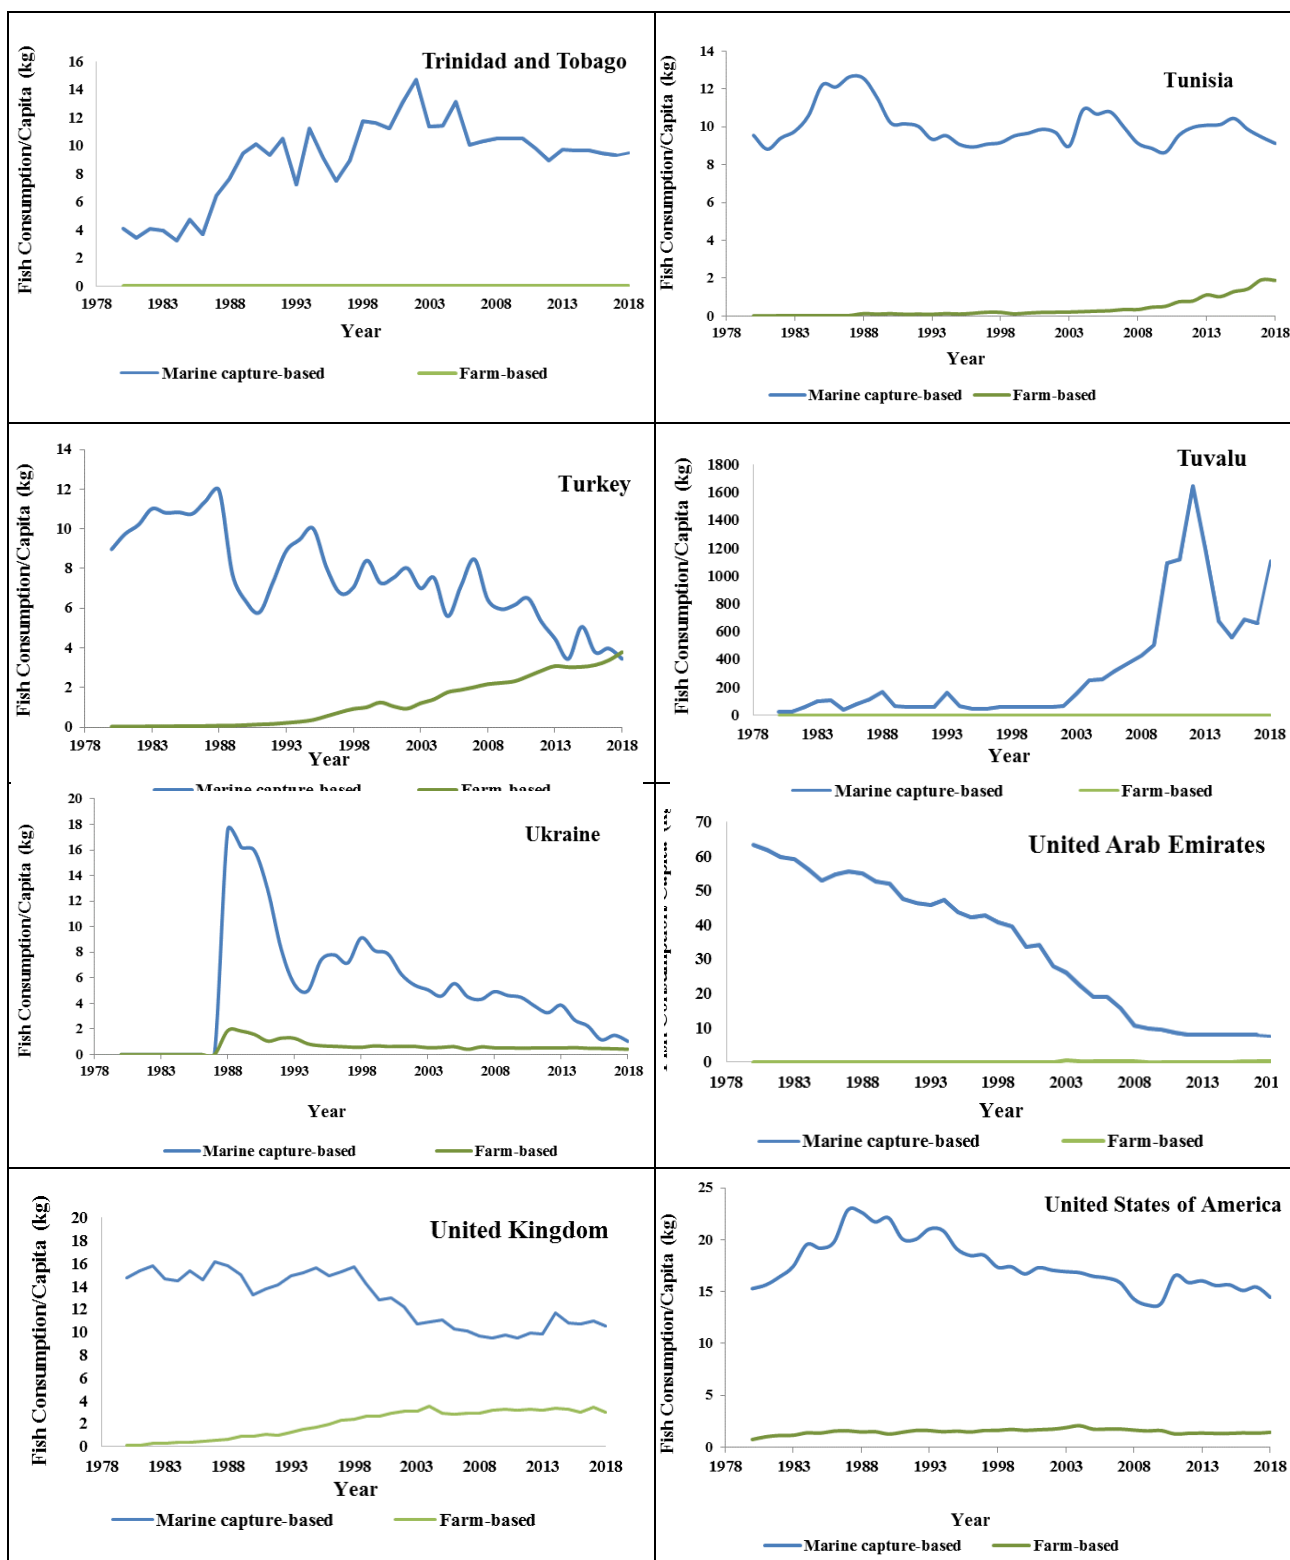 Trinidad and Tobago
Fish Consumption/Capita (kg)
16
14
12
10
8
6
4
2
0
1978 1983 1988 1993 1998 2003 2008 2013 2018
Year
Marine capture-based Farm-based
Tunisia
Fish Consumption/Capita (kg)
14
12
10
8
6
4
2
0
1978 1983 1988 1993 1998 2003 2008 2013 2018
Year
Marine capture-based Farm-based
Turkey
Fish Consumption/Capita (kg)
14
12
10
8
6
4
2
0
1978 1983 1988 1993 1998 2003 2008 2013 2018
Year
Marine capture-based Farm-based
Tuvalu
Fish Consumption/Capita (kg)
1800
1600
1400
1200
1000
800
600
400
200
0
1978 1983 1988 1993 1998 2003 2008 2013 2018
Year
Marine capture-based Farm-based
Ukraine
Fish Consumption/Capita (kg)
20
18
16
14
12
10
8
6
4
2
0
1978 1983 1988 1993 1998 2003 2008 2013 2018
Year
Marine capture-based Farm-based
United Arab Emirates
70
60
50
40
30
20
10
0
1978 1983 1988 1993 1998 2003 2008 2013 201
Year
Marine capture-based Farm-based
United Kingdom
Fish Consumption/Capita (kg)
20
18
16
14
12
10
8
6
4
2
0
1978 1983 1988 1993 1998 2003 2008 2013 2018
Year
Marine capture-based Farm-based
United States of America
Fish Consumption/Capita (kg)
25
20
15
10
5
0
1978 1983 1988 1993 1998 2003 2008 2013 2018
Year
Marine capture-based Farm-based